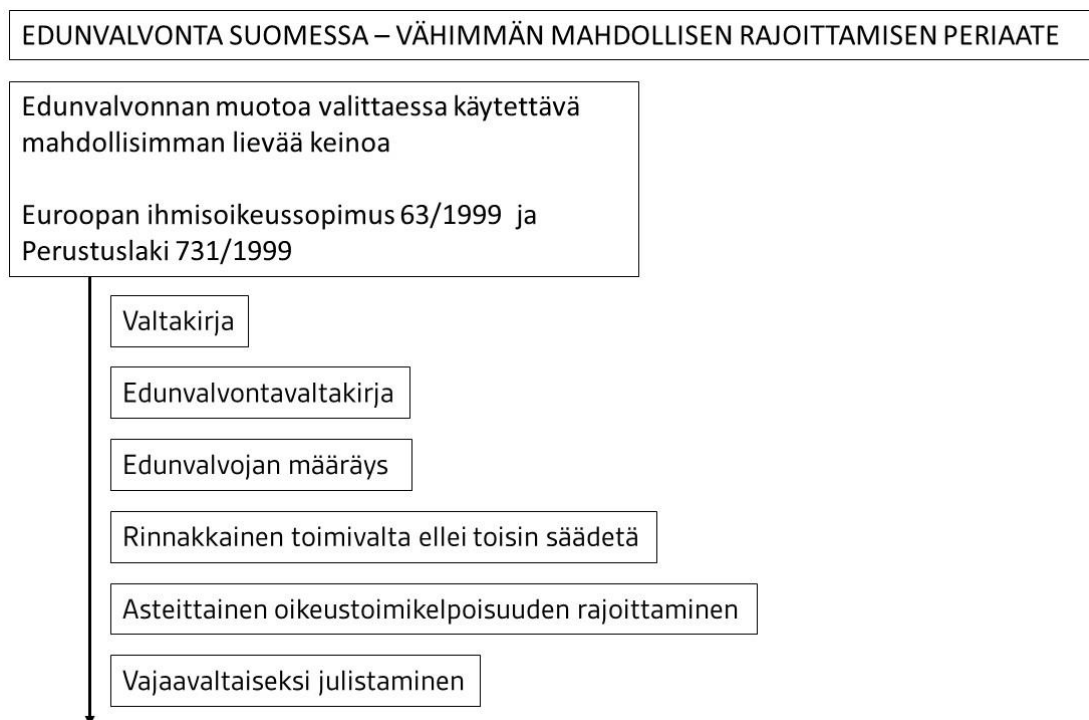 EDUNVALVONTA SUOMESSA – VÄHIMMÄN MAHDOLLISEN RAJOITTAMISEN PERIAATE
Edunvalvonnan muotoa valittaessa käytettävä
mahdollisimman lievää keinoa
Euroopan ihmisoikeussopimus 63/1999 ja
Perustuslaki 731/1999
Valtakirja
Edunvalvontavaltakirja
Edunvalvojan määräys
Rinnakkainen toimivalta ellei toisin säädetä
Asteittainen oikeustoimikelpoisuuden rajoittaminen
Vajaavaltaiseksi julistaminen